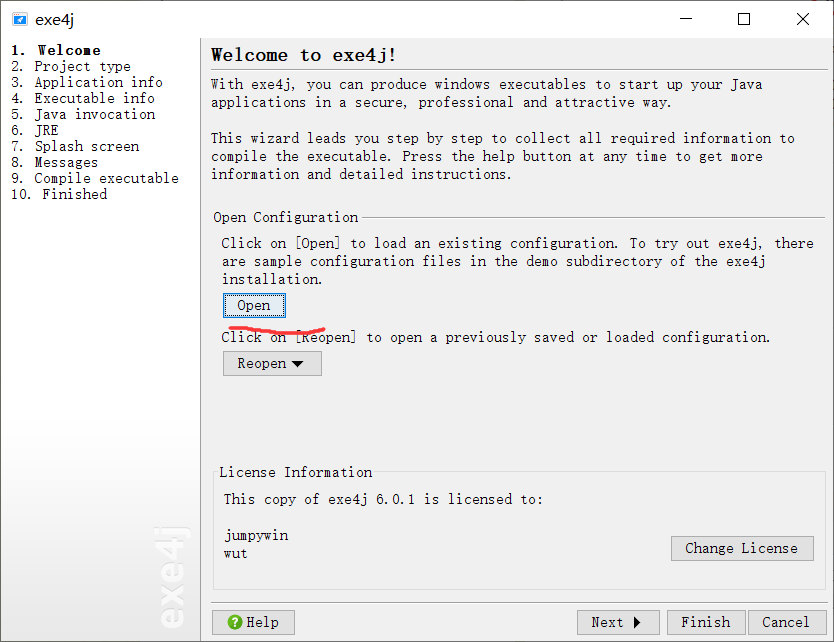 exe4j
1. Welcome
2. Project type
3. Application info
4. Executable info
5. Java invocation
6. JRE
7. Splash screen
8. Messages
9. Compile executable
10. Finished
exe4j
Welcome to exe4j!
With exe4j, you can produce windows executables to start up your Java
applications in a secure, professional and attractive way.
This wizard leads you step by step to collect all required information to
compile the executable. Press the help button at any time to get more
information and detailed instructions.
Open Configuration
Click on [Open] to load an existing configuration. To try out exe4j, there
are sample configuration files in the demo subdirectory of the exe4j
installation.
Open
Click on [Reopen] to open a previously saved or loaded configuration.
Reopen
License Information
This copy of exe4j 6.0.1 is licensed to:
jumpywin
wut
Change License
Help
Next
Finish
Cancel